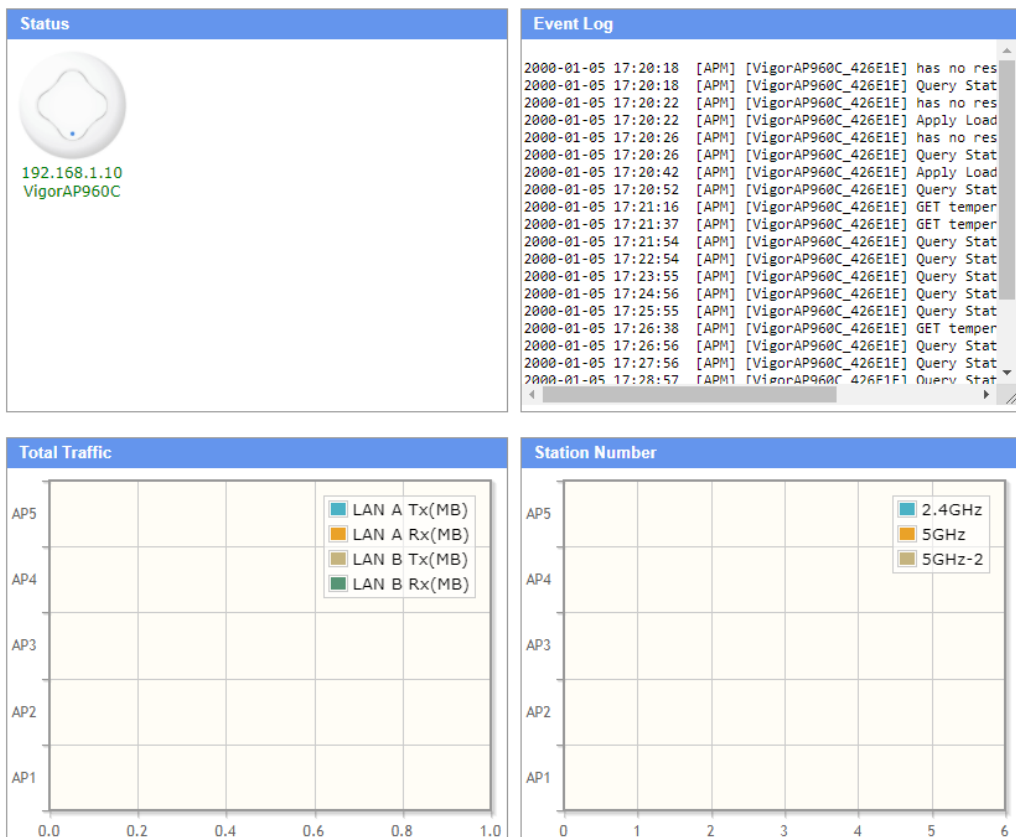 Status
192.168.1.10
VigorAP960C
Event Log
2000-01-05 17:20:18 [APM] [VigorAP960C_426E1E] has no res
2000-01-05 17:20:18 [APM] [VigorAP960C_426E1E] Query Stat
2000-01-05 17:20:22 [APM] [VigorAP960C_426E1E] has no res
2000-01-05 17:20:22 [APM] [VigorAP960C_426E1E] Apply Load
2000-01-05 17:20:26 [APM] [VigorAP960C_426E1E] has no res
2000-01-05 17:20:26 [APM] [VigorAP960C_426E1E] Query Stat
2000-01-05 17:20:42 [APM] [VigorAP960C_426E1E] Apply Load
2000-01-05 17:20:52 [APM] [VigorAP960C_426E1E] Query Stat
2000-01-05 17:21:16 [APM] [VigorAP960C_426E1E] GET temper
2000-01-05 17:21:37 [APM] [VigorAP960C_426E1E] GET temper
2000-01-05 17:21:54 [APM] [VigorAP960C_426E1E] Query Stat
2000-01-05 17:22:54 [APM] [VigorAP960C_426E1E] Query Stat
2000-01-05 17:23:55 [APM] [VigorAP960C_426E1E] Query Stat
2000-01-05 17:24:56 [APM] [VigorAP960C_426E1E] Query Stat
2000-01-05 17:25:55 [APM] [VigorAP960C_426E1E] Query Stat
2000-01-05 17:26:38 [APM] [VigorAP960C_426E1E] GET temper
2000-01-05 17:26:56 [APM] [VigorAP960C_426E1E] Query Stat
2000-01-05 17:27:56 [APM] [VigorAP960C_426E1E] Query Stat
2000-01-05 17:28:57 [APM] [VigorAP960C_426E1E] Query Stat
Total Traffic
LAN A Tx(MB)
LAN A Rx(MB)
LAN B Tx(MB)
LAN B Rx(MB)
AP5
AP4
AP3
AP2
AP1
0.0 0.2 0.4 0.6 0.8 1.0
Station Number
2.4GHz
5GHz
5GHz-2
AP5
AP4
AP3
AP2
AP1
0 1 2 3 4 5 6